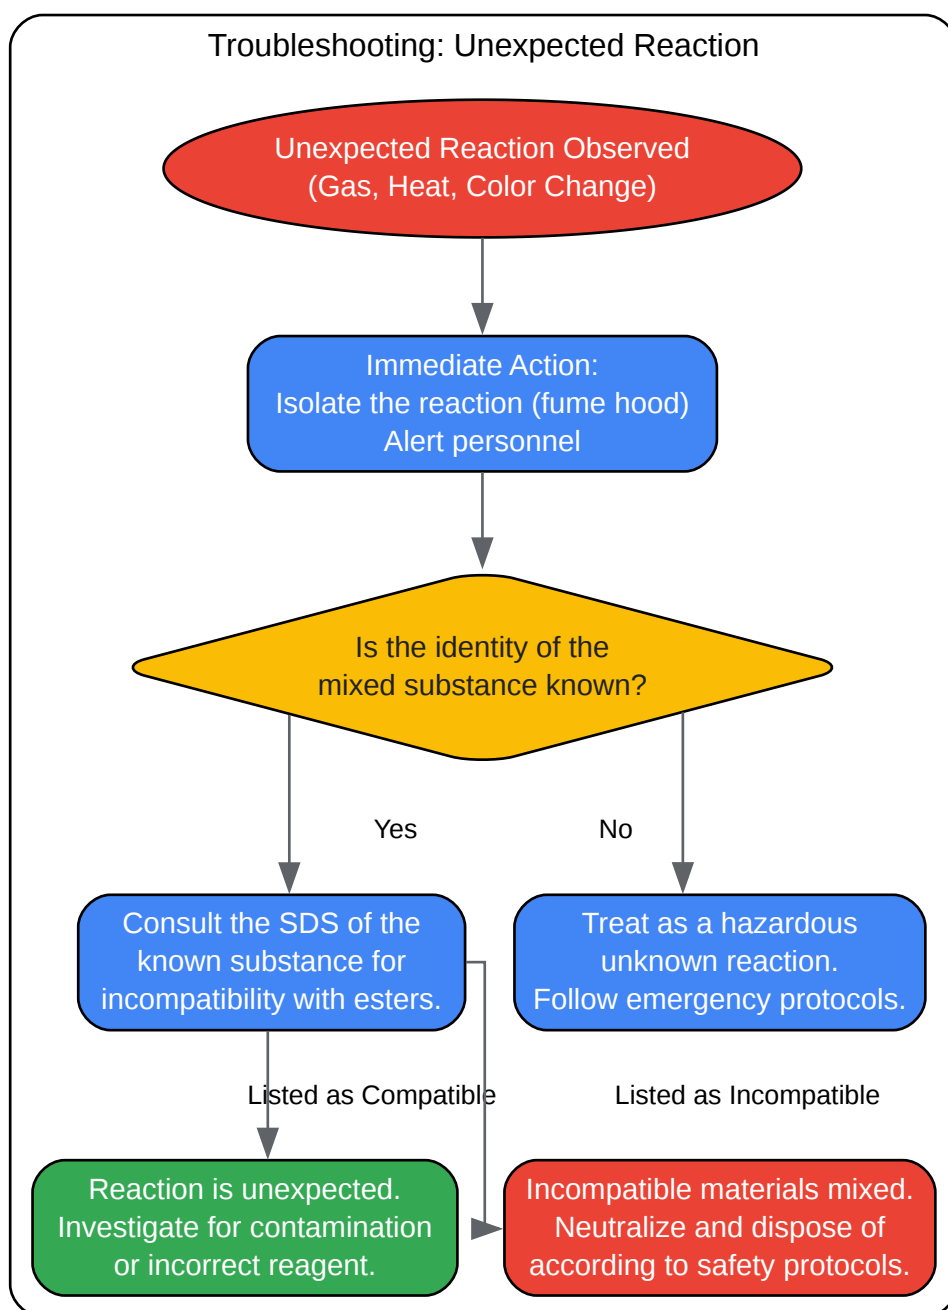 Troubleshooting: Unexpected Reaction
Unexpected Reaction Observed
(Gas, Heat, Color Change)
Immediate Action:
Isolate the reaction (fume hood)
Alert personnel
Is the identity of the
mixed substance known?
Yes
No
Consult the SDS of the
known substance for
incompatibility with esters.
Treat as a hazardous
unknown reaction.
Follow emergency protocols.
Listed as Compatible
Listed as Incompatible
Reaction is unexpected.
Investigate for contamination
or incorrect reagent.
Incompatible materials mixed.
Neutralize and dispose of
according to safety protocols.